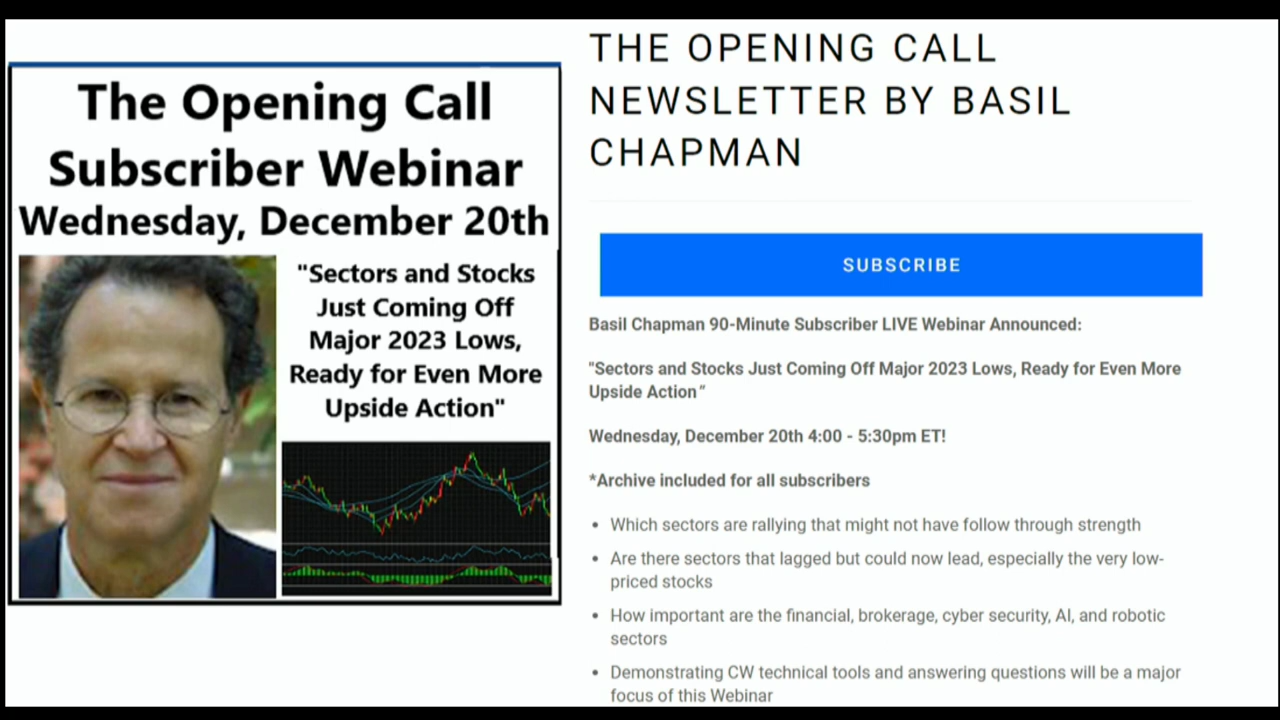 The Opening Call
Subscriber Webinar
Wednesday, December 20th
"Sectors and Stocks
Just Coming Off
Major 2023 Lows,
Ready for Even More
Upside Action"
THE OPENING CALL
NEWSLETTER BY BASIL
CHAPMAN
SUBSCRIBE
Basil Chapman 90-Minute Subscriber LIVE Webinar Announced:
"Sectors and Stocks Just Coming Off Major 2023 Lows, Ready for Even More
Upside Action"
Wednesday, December 20th 4:00 - 5:30pm ET!
*Archive included for all subscribers
• Which sectors are rallying that might not have follow through strength
• Are there sectors that lagged but could now lead, especially the very low-
priced stocks
• How important are the financial, brokerage, cyber security, AI, and robotic
sectors
• Demonstrating CW technical tools and answering questions will be a major
focus of this Webinar